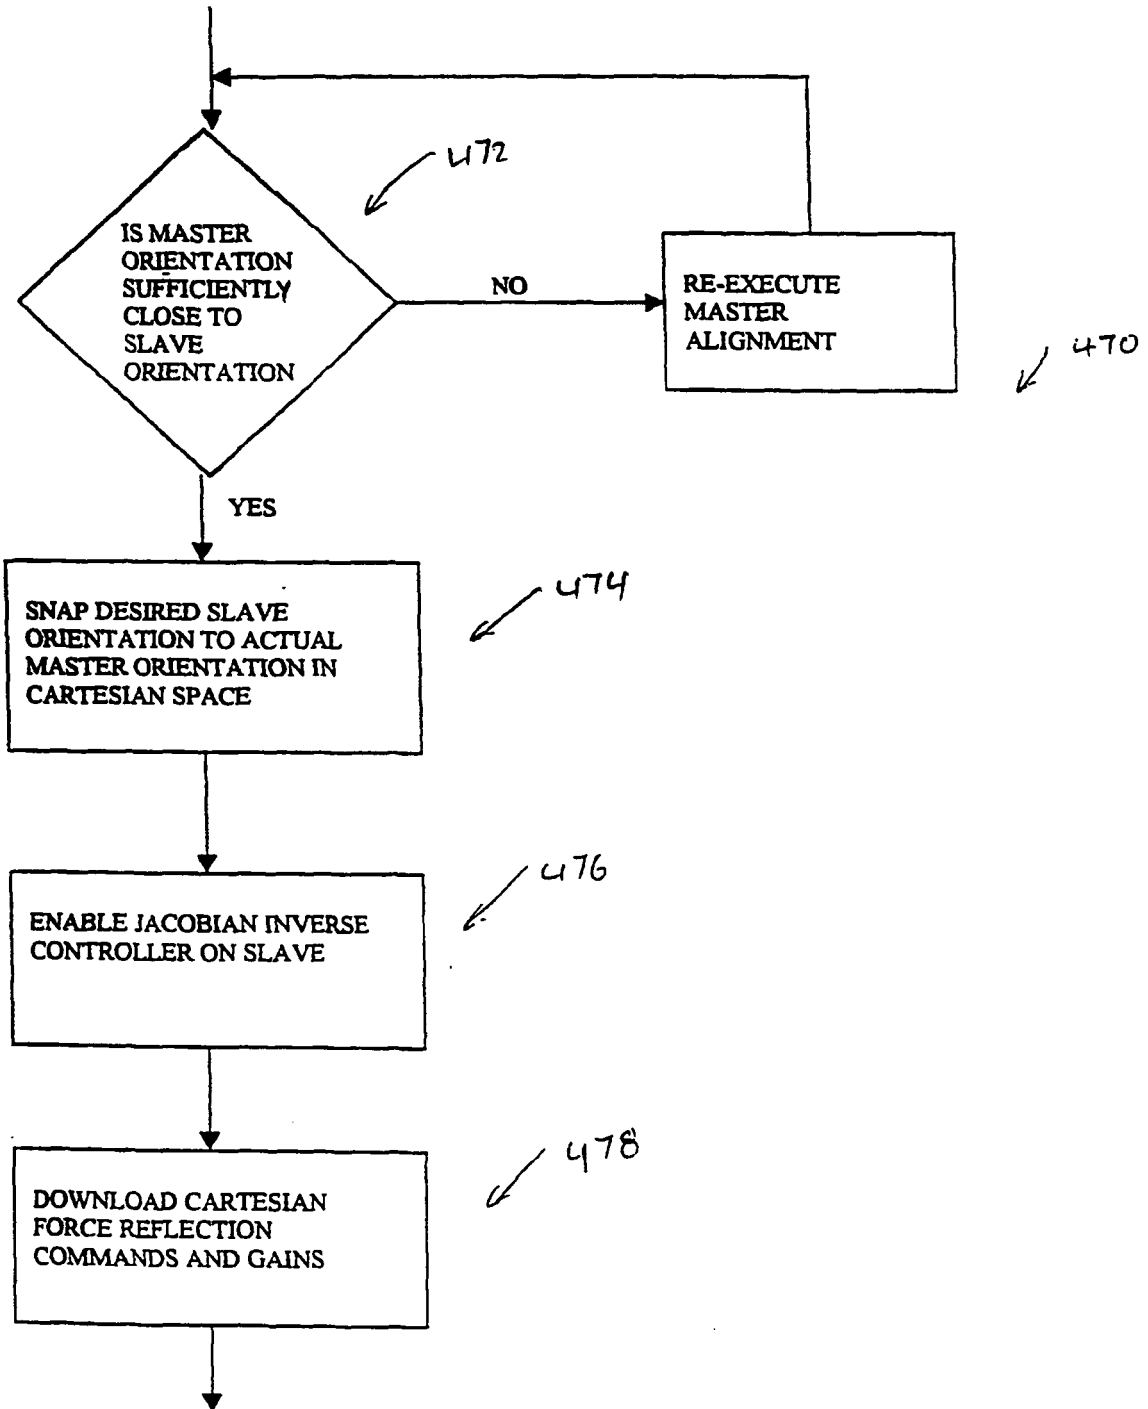 472
IS MASTER
ORIENTATION
SUFFICIENTLY
CLOSE TO
SLAVE
ORIENTATION
NO
RE-EXECUTE
MASTER
ALIGNMENT
470
YES
474
SNAP DESIRED SLAVE
ORIENTATION TO ACTUAL
MASTER ORIENTATION IN
CARTESIAN SPACE
476
ENABLE JACOBIAN INVERSE
CONTROLLER ON SLAVE
478
DOWNLOAD CARTESIAN
FORCE REFLECTION
COMMANDS AND GAINS